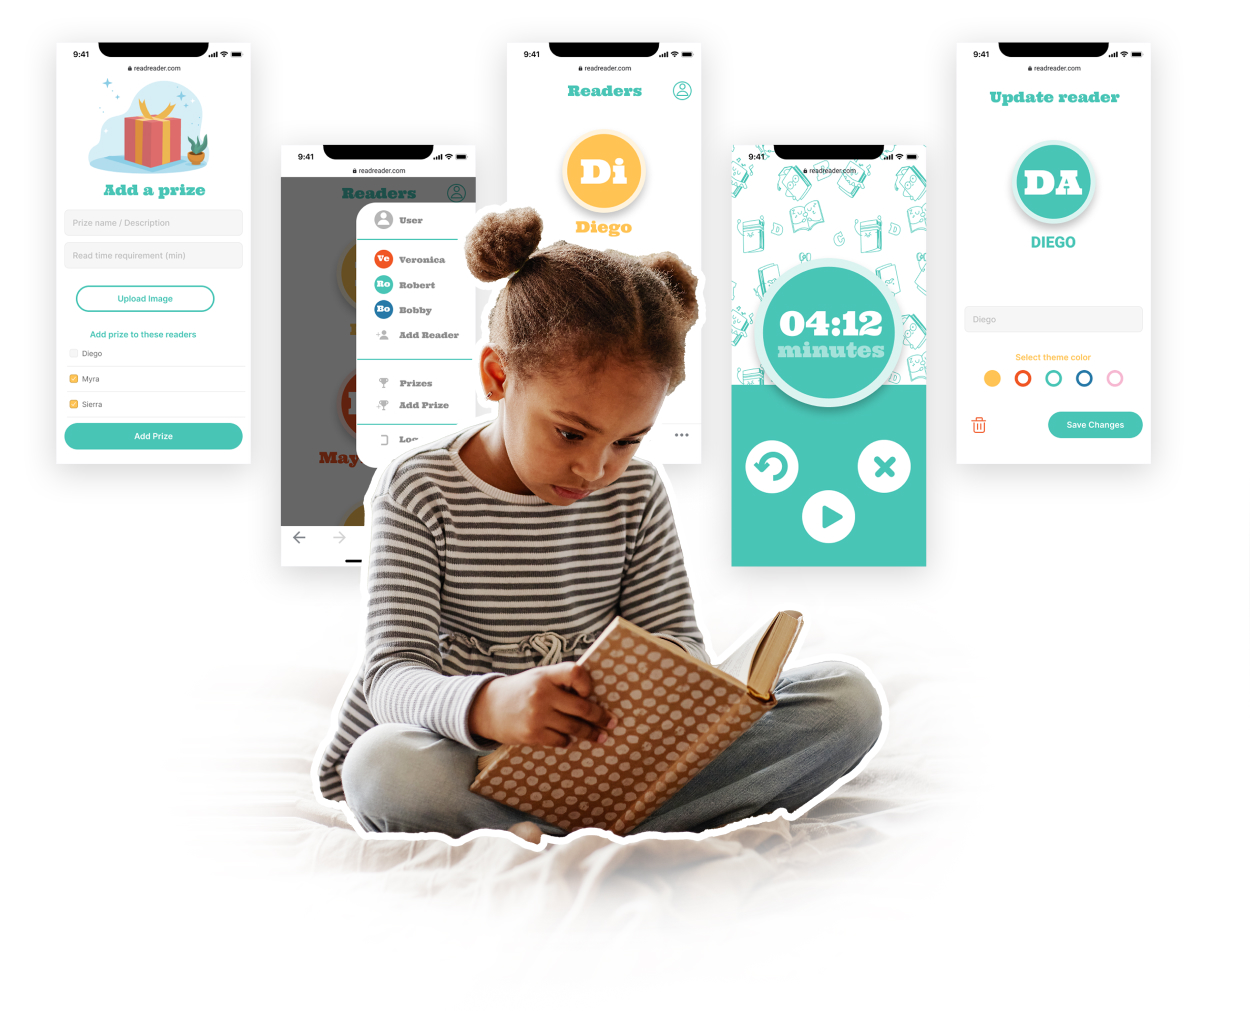 9:41
readreader.com
Add a prize
Prize name / Description
Read time requirement (min)
Upload Image
Add prize to these readers
Diego
Myra
Sierra
Add Prize
9:41
readreader.com
Readers
User
Ve Veronica
Ro Robert
Bo Bobby
Add Reader
Prizes
Add Prize
May
9:41
readreader.com
Readers
Di
Diego
9:41
readreader.com
D C D
04:12
minutes
9:41
readreader.com
Update reader
DA
DIEGO
Diego
Select theme color
Save Changes